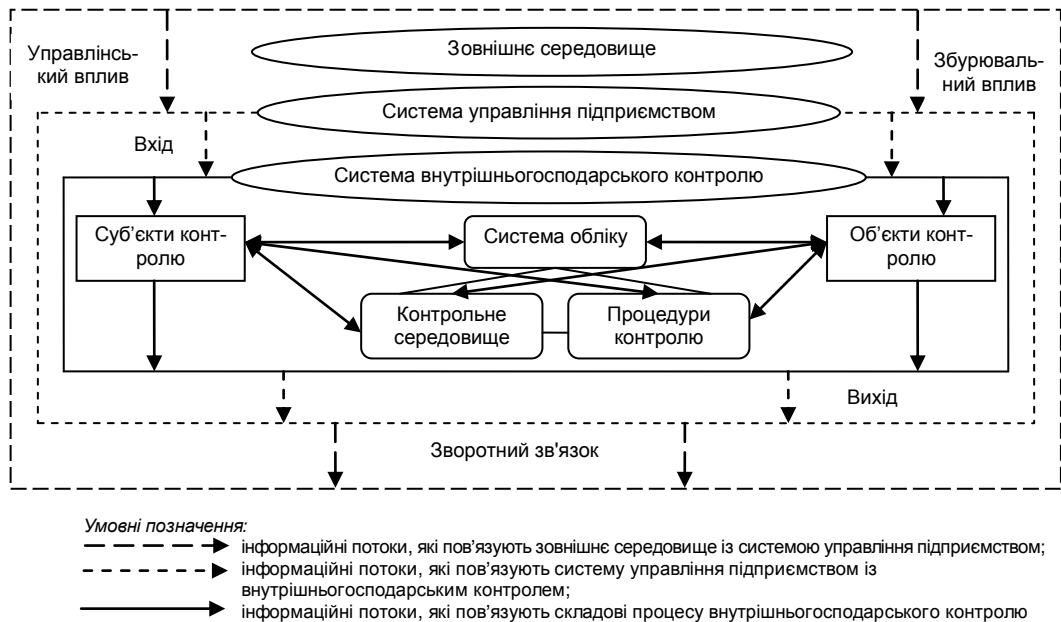 Управлінсь-
кий вплив
Зовнішнє середовище
Збурюваль-
ний вплив
Система управління підприємством
Вхід
Система внутрішньогосподарського контролю
Суб’єкти конт-
ролю
Система обліку
Об’єкти конт-
ролю
Контрольне
середовище
Процедури
контролю
Вихід
Зворотний зв'язок
Умовні позначення:
інформаційні потоки, які пов’язують зовнішнє середовище із системою управління підприємством;
інформаційні потоки, які пов’язують систему управління підприємством із
внутрішньогосподарським контролем;
інформаційні потоки, які пов’язують складові процесу внутрішньогосподарського контролю